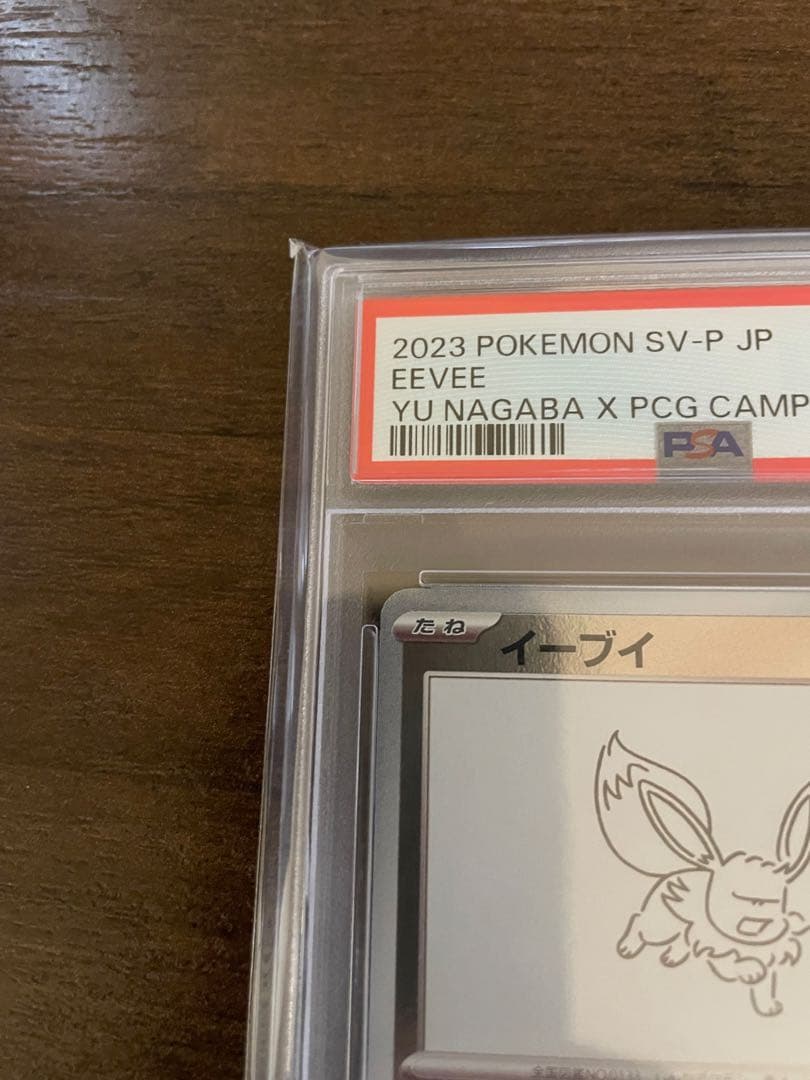 2023 POKEMON SV-P JP
EEVEE
YU NAGABA X PCG CAMP
PSA
たね
イーブイ